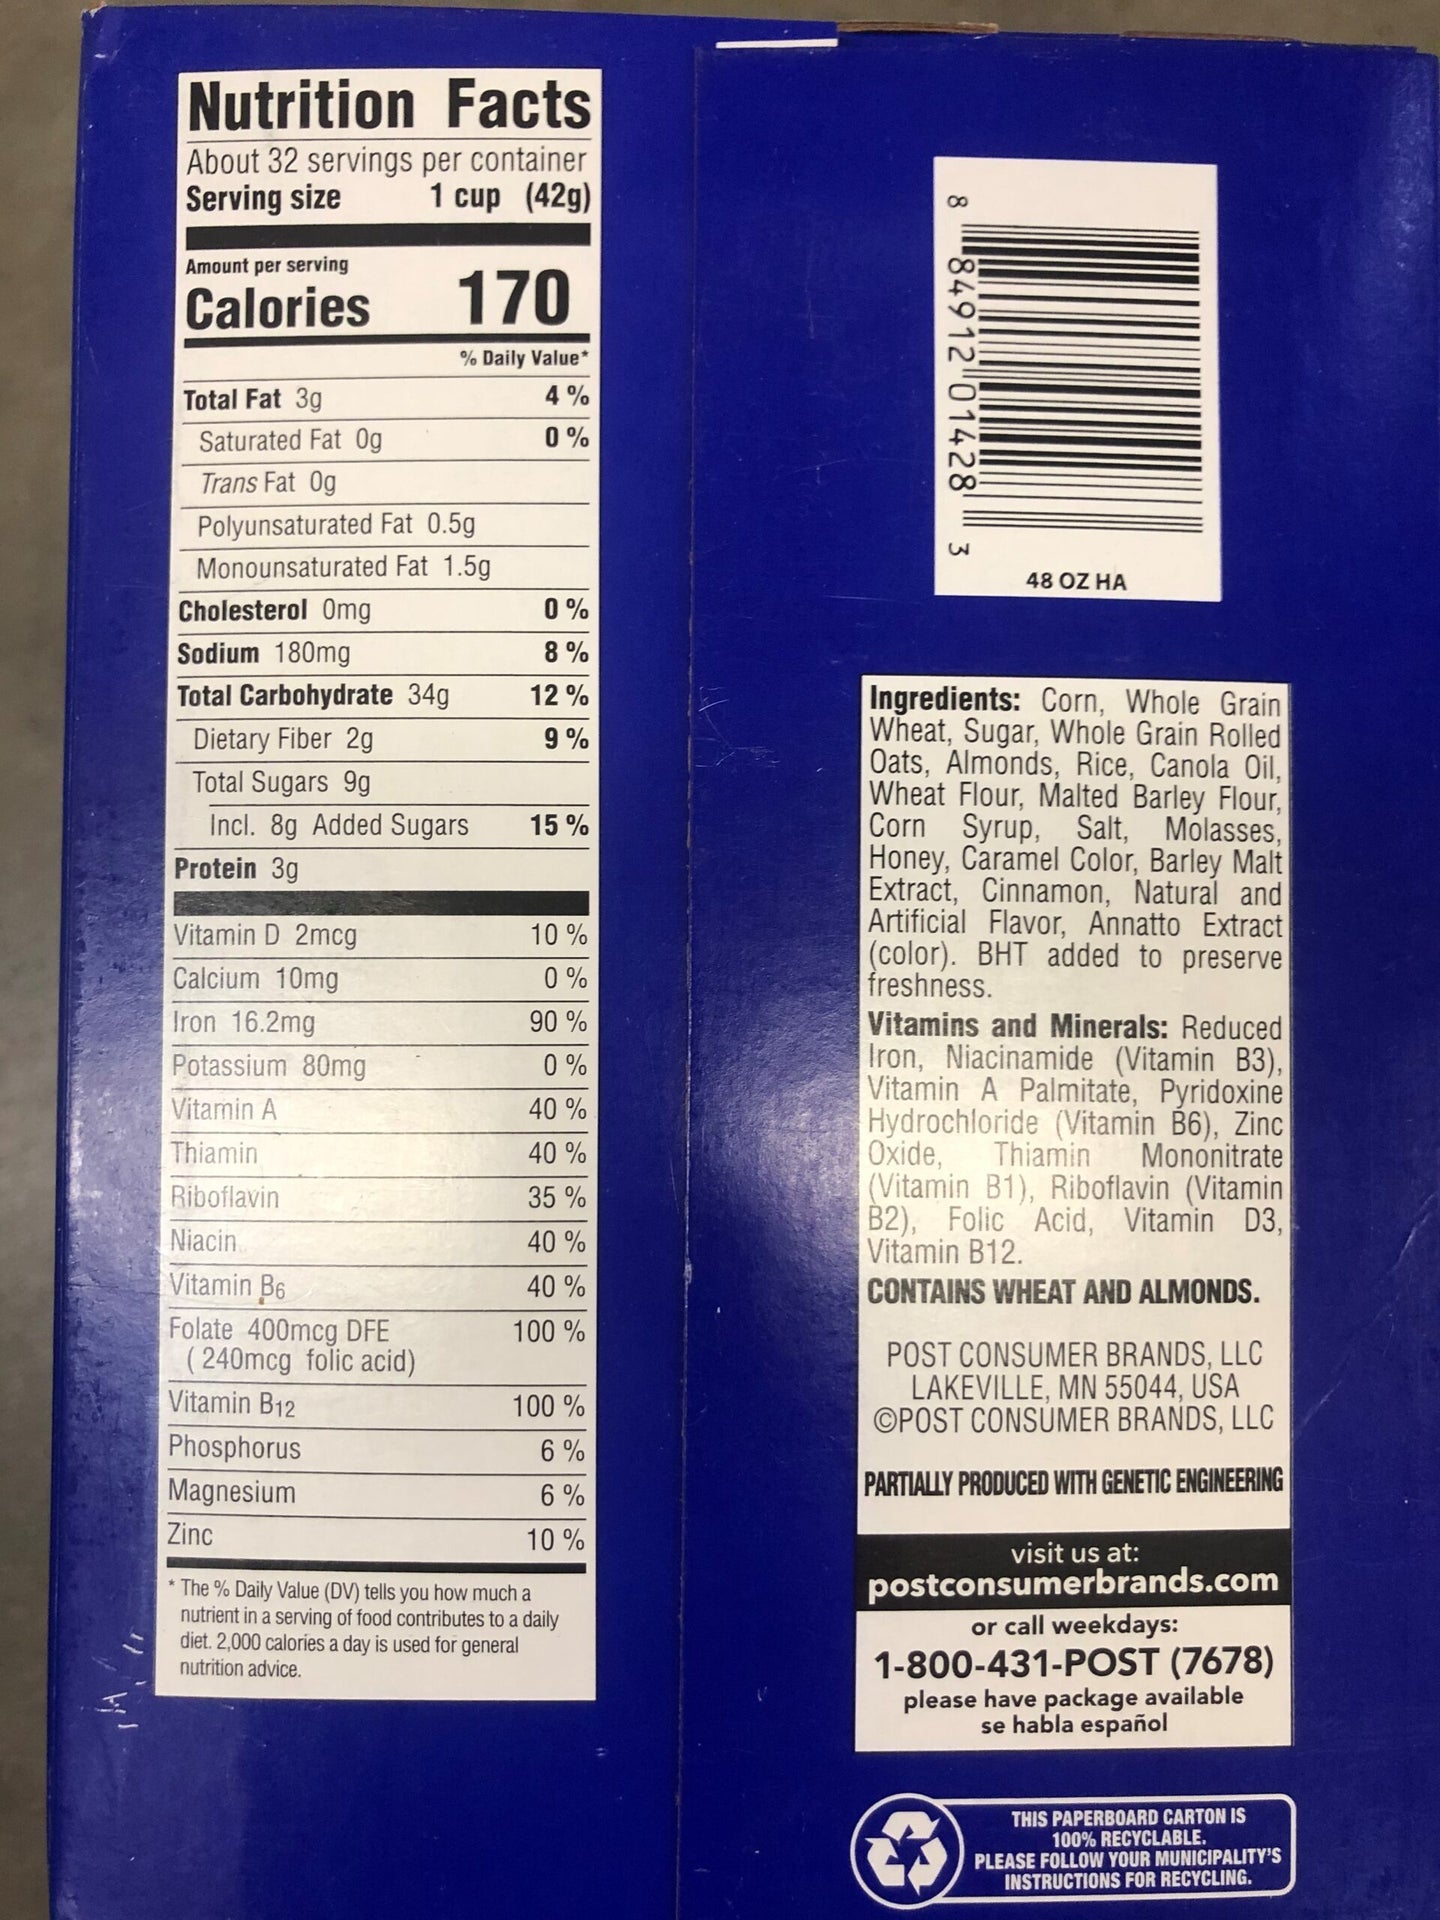 Nutrition Facts
About 32 servings per container
Serving size 1 cup (42g)
Amount per serving
Calories 170
% Daily Value*
Total Fat 3g 4 %
Saturated Fat 0g 0 %
Trans Fat 0g
Polyunsaturated Fat 0.5g
Monounsaturated Fat 1.5g
Cholesterol 0mg 0 %
Sodium 180mg 8 %
Total Carbohydrate 34g 12 %
Dietary Fiber 2g 9 %
Total Sugars 9g
Incl. 8g Added Sugars 15 %
Protein 3g
Vitamin D 2mcg 10 %
Calcium 10mg 0 %
Iron 16.2mg 90 %
Potassium 80mg 0 %
Vitamin A 40 %
Thiamin 40 %
Riboflavin 35 %
Niacin 40 %
Vitamin B6 40 %
Folate 400mcg DFE 100 %
( 240mcg folic acid)
Vitamin B12 100 %
Phosphorus 6 %
Magnesium 6 %
Zinc 10 %
* The % Daily Value (DV) tells you how much a
nutrient in a serving of food contributes to a daily
diet. 2,000 calories a day is used for general
nutrition advice.
8 84912 01428 3
48 OZ HA
Ingredients: Corn, Whole Grain
Wheat, Sugar, Whole Grain Rolled
Oats, Almonds, Rice, Canola Oil,
Wheat Flour, Malted Barley Flour,
Corn Syrup, Salt, Molasses,
Honey, Caramel Color, Barley Malt
Extract, Cinnamon, Natural and
Artificial Flavor, Annatto Extract
(color). BHT added to preserve
freshness.
Vitamins and Minerals: Reduced
Iron, Niacinamide (Vitamin B3),
Vitamin A Palmitate, Pyridoxine
Hydrochloride (Vitamin B6), Zinc
Oxide, Thiamin Mononitrate
(Vitamin B1), Riboflavin (Vitamin
B2), Folic Acid, Vitamin D3,
Vitamin B12.
CONTAINS WHEAT AND ALMONDS.
POST CONSUMER BRANDS, LLC
LAKEVILLE, MN 55044, USA
©POST CONSUMER BRANDS, LLC
PARTIALLY PRODUCED WITH GENETIC ENGINEERING
visit us at:
postconsumerbrands.com
or call weekdays:
1-800-431-POST (7678)
please have package available
se habla español
THIS PAPERBOARD CARTON IS
100% RECYCLABLE.
PLEASE FOLLOW YOUR MUNICIPALITY'S
INSTRUCTIONS FOR RECYCLING.